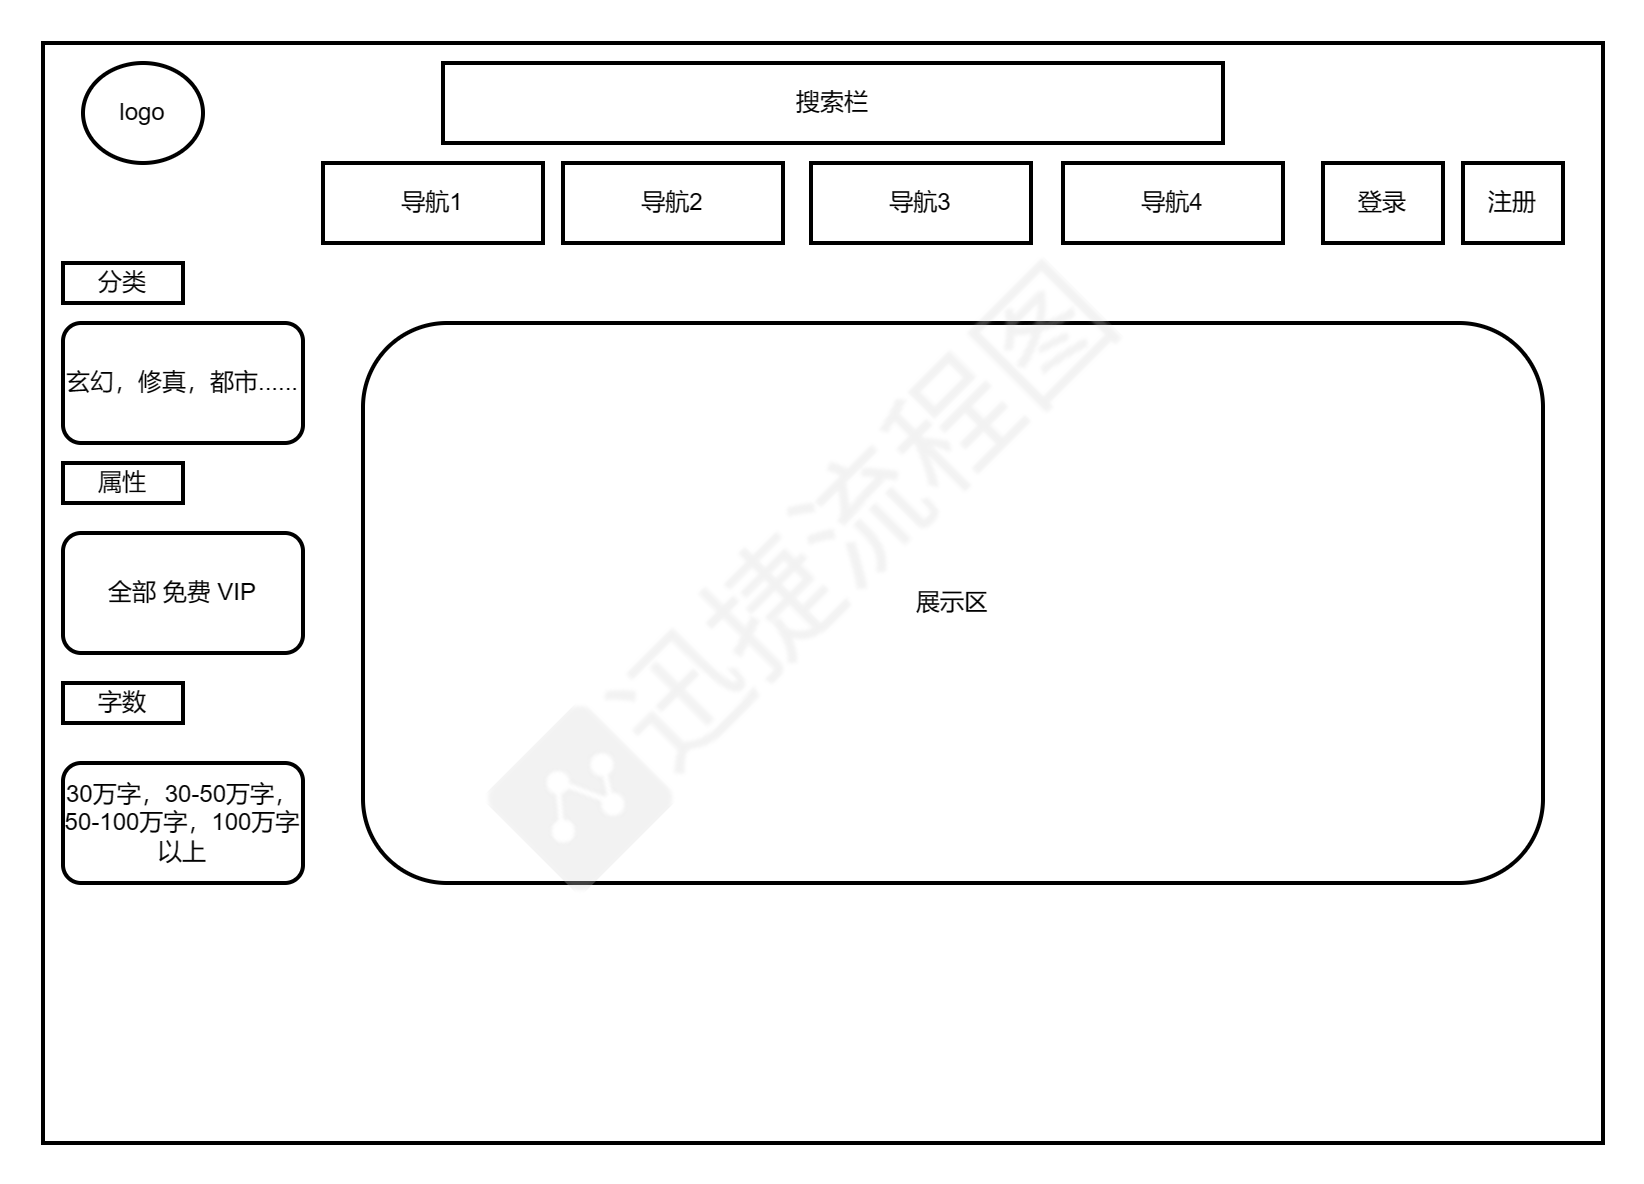 logo
搜索栏
导航1
导航2
导航3
导航4
登录
注册
分类
玄幻，修真，都市......
属性
全部 免费 VIP
字数
30万字，30-50万字，
50-100万字，100万字
以上
展示区
迅捷流程图